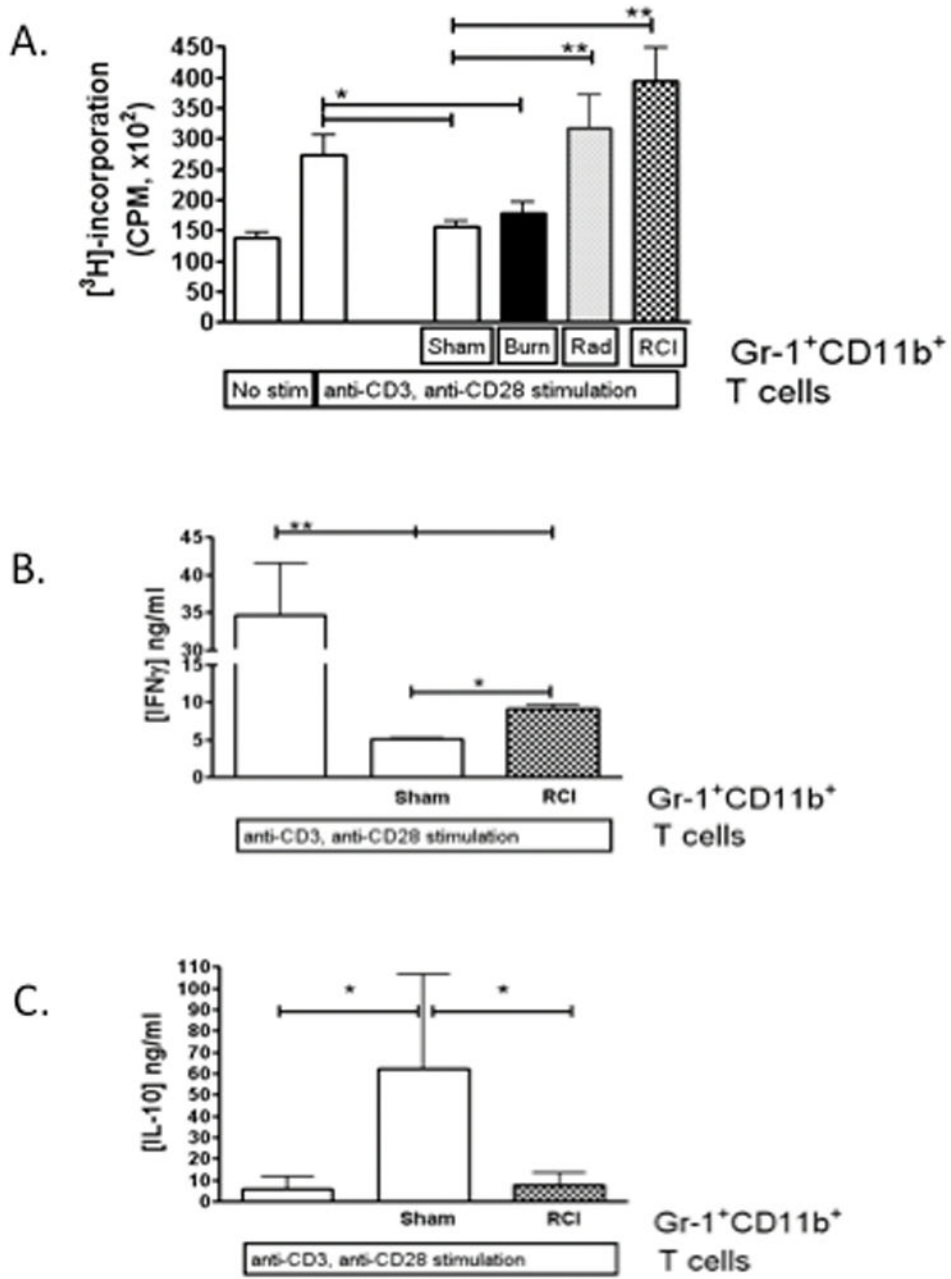 A.
**
**
*
[³H]-incorporation
(CPM, x10²)
450
400
350
300
250
200
150
100
50
0
Sham Burn Rad RCI
Gr-1⁺CD11b⁺
No stim anti-CD3, anti-CD28 stimulation
T cells
B.
**
*
[IFNγ] ng/ml
45
40
35
30
15
10
5
0
Sham RCI
Gr-1⁺CD11b⁺
anti-CD3, anti-CD28 stimulation
T cells
C.
* *
[IL-10] ng/ml
110
100
90
80
70
60
50
40
30
20
10
0
Sham RCI
Gr-1⁺CD11b⁺
anti-CD3, anti-CD28 stimulation
T cells